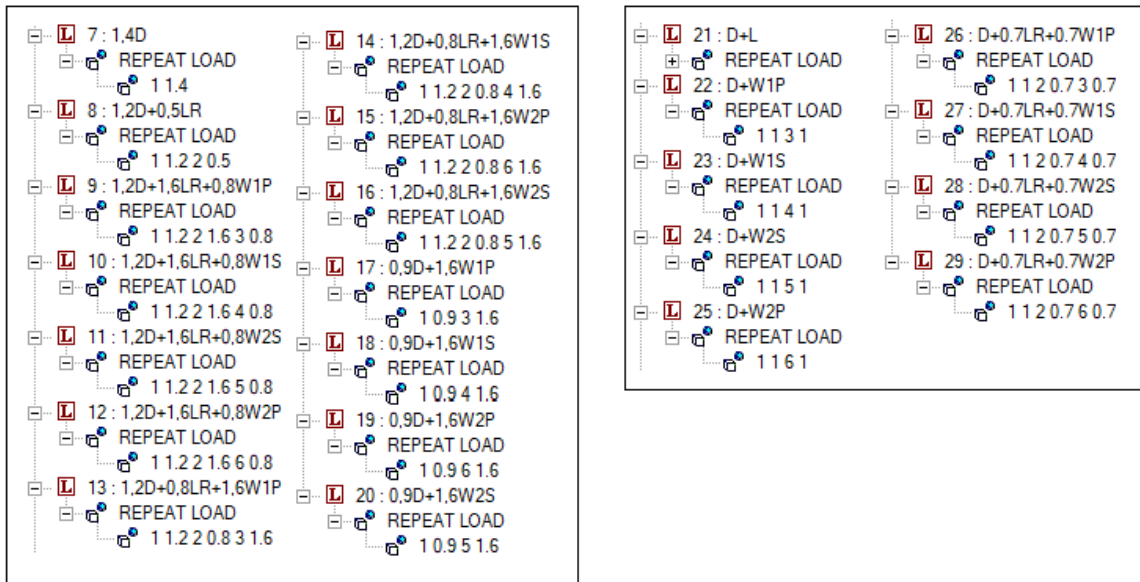 7 : 1,4D
REPEAT LOAD
1 1.4
8 : 1,2D+0,5LR
REPEAT LOAD
1 1.2 2 0.5
9 : 1,2D+1,6LR+0,8W1P
REPEAT LOAD
1 1.2 2 1.6 3 0.8
10 : 1,2D+1,6LR+0,8W1S
REPEAT LOAD
1 1.2 2 1.6 4 0.8
11 : 1,2D+1,6LR+0,8W2S
REPEAT LOAD
1 1.2 2 1.6 5 0.8
12 : 1,2D+1,6LR+0,8W2P
REPEAT LOAD
1 1.2 2 1.6 6 0.8
13 : 1,2D+0,8LR+1,6W1P
REPEAT LOAD
1 1.2 2 0.8 3 1.6
14 : 1,2D+0,8LR+1,6W1S
REPEAT LOAD
1 1.2 2 0.8 4 1.6
15 : 1,2D+0,8LR+1,6W2P
REPEAT LOAD
1 1.2 2 0.8 6 1.6
16 : 1,2D+0,8LR+1,6W2S
REPEAT LOAD
1 1.2 2 0.8 5 1.6
17 : 0,9D+1,6W1P
REPEAT LOAD
1 0.9 3 1.6
18 : 0,9D+1,6W1S
REPEAT LOAD
1 0.9 4 1.6
19 : 0,9D+1,6W2P
REPEAT LOAD
1 0.9 6 1.6
20 : 0,9D+1,6W2S
REPEAT LOAD
1 0.9 5 1.6
21 : D+L
REPEAT LOAD
22 : D+W1P
REPEAT LOAD
1 1 3 1
23 : D+W1S
REPEAT LOAD
1 1 4 1
24 : D+W2S
REPEAT LOAD
1 1 5 1
25 : D+W2P
REPEAT LOAD
1 1 6 1
26 : D+0.7LR+0.7W1P
REPEAT LOAD
1 1 2 0.7 3 0.7
27 : D+0.7LR+0.7W1S
REPEAT LOAD
1 1 2 0.7 4 0.7
28 : D+0.7LR+0.7W2S
REPEAT LOAD
1 1 2 0.7 5 0.7
29 : D+0.7LR+0.7W2P
REPEAT LOAD
1 1 2 0.7 6 0.7